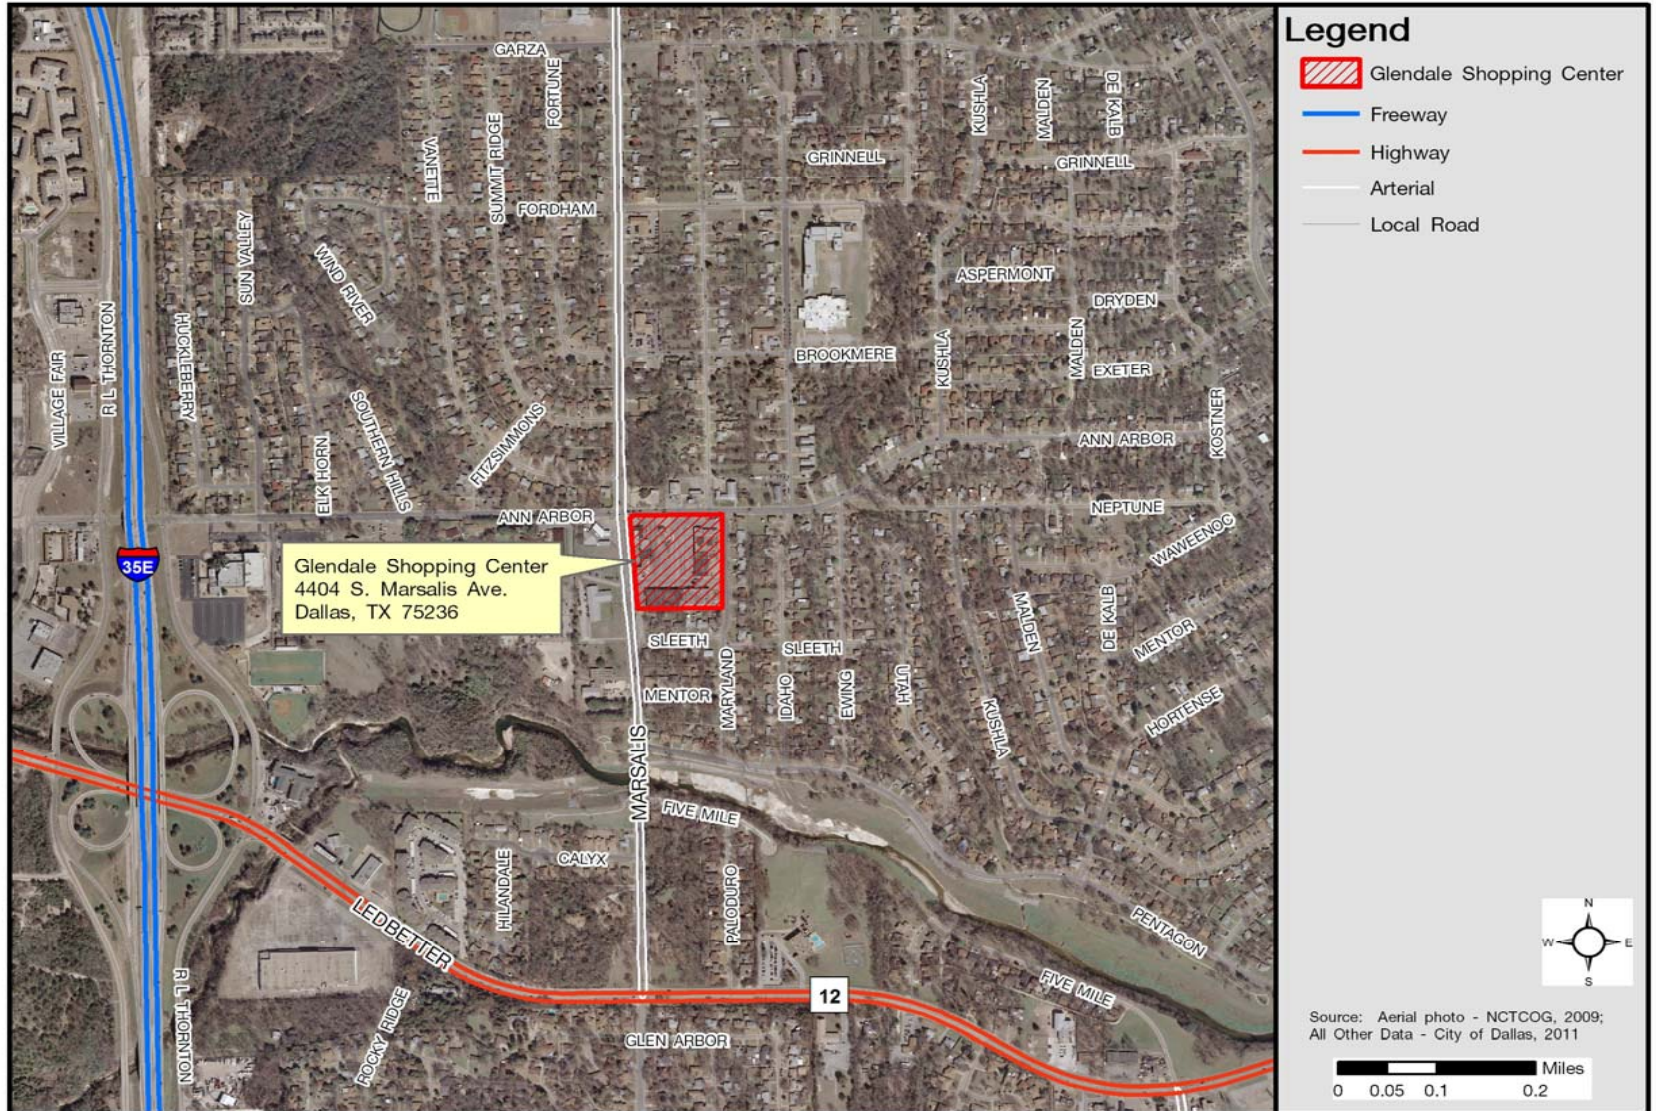 GARZA
FORTUNE
KUSHLA
MALDEN
DE KALB
VANETTE
SUMMIT RIDGE
GRINNELL
GRINNELL
FORDHAM
SUN VALLEY
WIND RIVER
ASPERMONT
DRYDEN
HUCKLEBERRY
R L THORNTON
VILLAGE FAIR
BROOKMERE
KUSHLA
MALDEN
EXETER
SOUTHERN HILLS
FITZSIMMONS
ELK HORN
KOSTNER
ANN ARBOR
ANN ARBOR
NEPTUNE
WAWEENOC
35E
Glendale Shopping Center
4404 S. Marsalis Ave.
Dallas, TX 75236
SLEETH
SLEETH
MALDEN
DE KALB
MENTOR
MENTOR
MARYLAND
IDAHO
EWING
UTAH
KUSHLA
HORTENSE
MARSALIS
FIVE MILE
CALYX
HILANDALE
PALODURO
LEDBETTER
PENTAGON
12
FIVE MILE
R L THORNTON
ROCKY RIDGE
GLEN ARBOR
Legend
Glendale Shopping Center
Freeway
Highway
Arterial
Local Road
N
W E
S
Source: Aerial photo - NCTCOG, 2009;
All Other Data - City of Dallas, 2011
Miles
0 0.05 0.1 0.2